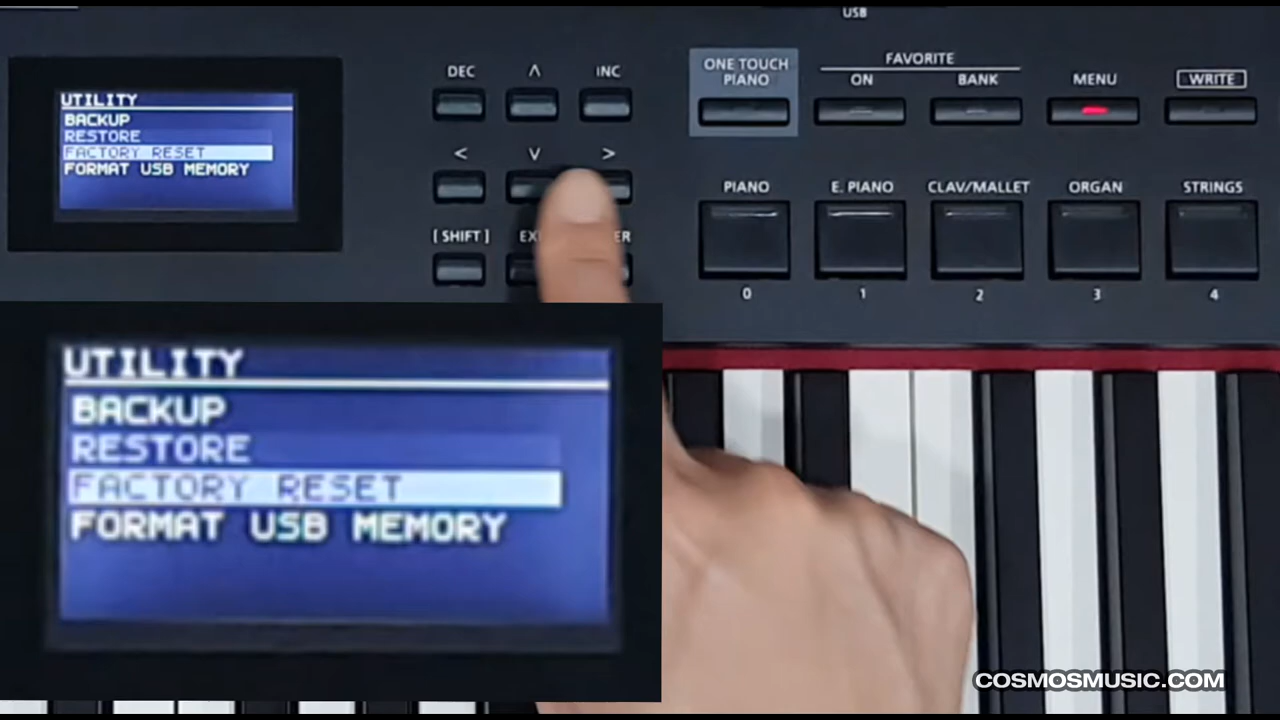 USB
UTILITY
BACKUP
RESTORE
FACTORY RESET
FORMAT USB MEMORY
DEC
INC
[ SHIFT ]
ONE TOUCH
PIANO
FAVORITE
ON
BANK
MENU
WRITE
PIANO
E. PIANO
CLAV/MALLET
ORGAN
STRINGS
0
1
2
3
4
UTILITY
BACKUP
RESTORE
FACTORY RESET
FORMAT USB MEMORY
COSMOSMUSIC.COM